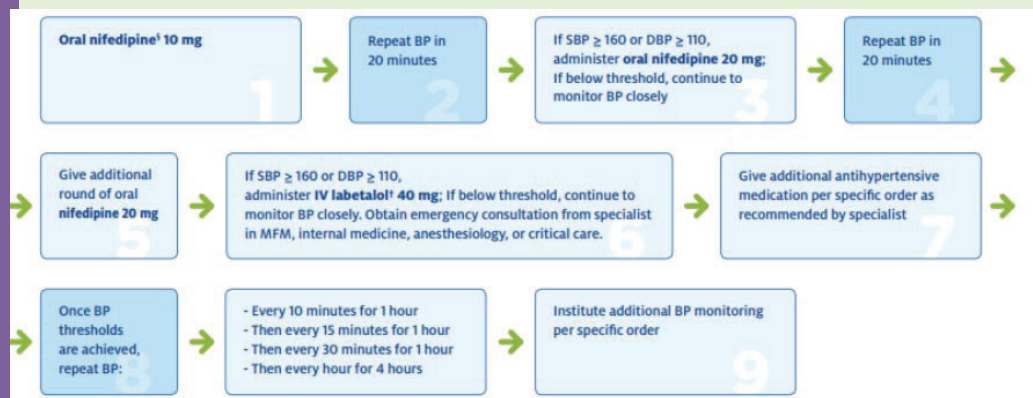 Oral nifedipine§ 10 mg
1
Repeat BP in
20 minutes
2
If SBP ≥ 160 or DBP ≥ 110,
administer oral nifedipine 20 mg;
If below threshold, continue to
monitor BP closely
3
Repeat BP in
20 minutes
4
Give additional
round of oral
nifedipine 20 mg
5
If SBP ≥ 160 or DBP ≥ 110,
administer IV labetalol† 40 mg; If below threshold, continue to
monitor BP closely. Obtain emergency consultation from specialist
in MFM, internal medicine, anesthesiology, or critical care.
6
Give additional antihypertensive
medication per specific order as
recommended by specialist
7
Once BP
thresholds
are achieved,
repeat BP:
8
- Every 10 minutes for 1 hour
- Then every 15 minutes for 1 hour
- Then every 30 minutes for 1 hour
- Then every hour for 4 hours
Institute additional BP monitoring
per specific order
9